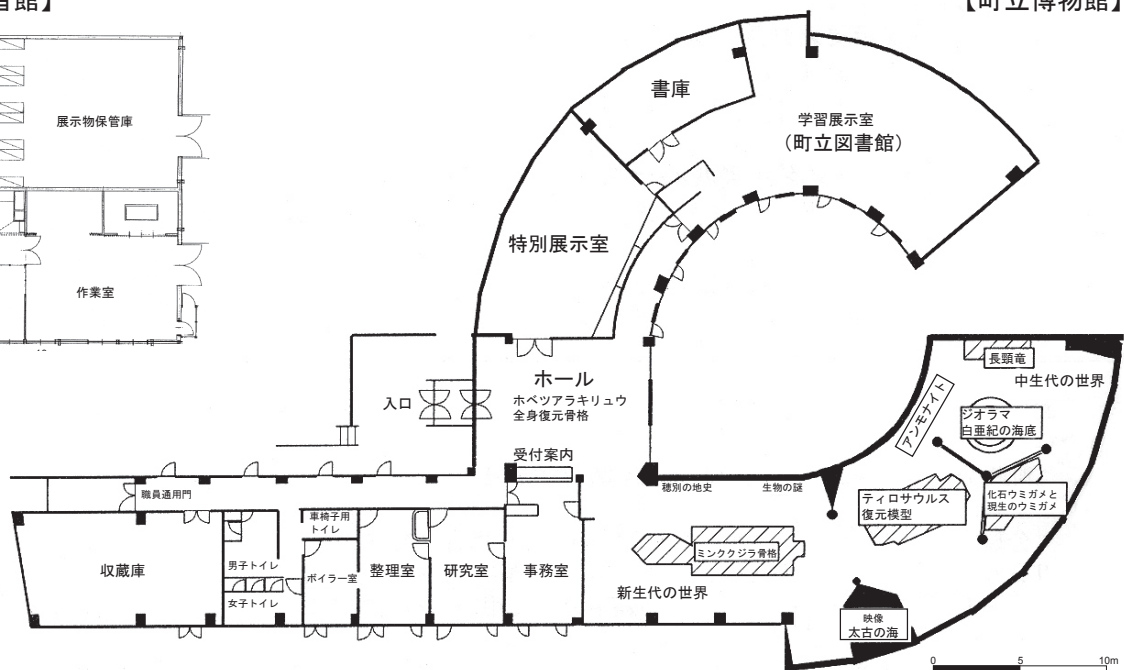 書館】
【町立博物館】
展示物保管庫
作業室
書庫
学習展示室
(町立図書館)
特別展示室
入口
ホール
ホベツアラキリュウ
全身復元骨格
受付案内
穂別の地史
生物の謎
長頸竜
中生代の世界
アンモナイト
ジオラマ
白亜紀の海底
ティロサウルス
復元模型
化石ウミガメと
現生のウミガメ
ミンククジラ骨格
新生代の世界
映像
太古の海
職員通用門
収蔵庫
男子トイレ
女子トイレ
車椅子用
トイレ
ボイラー室
整理室
研究室
事務室
0 5 10m